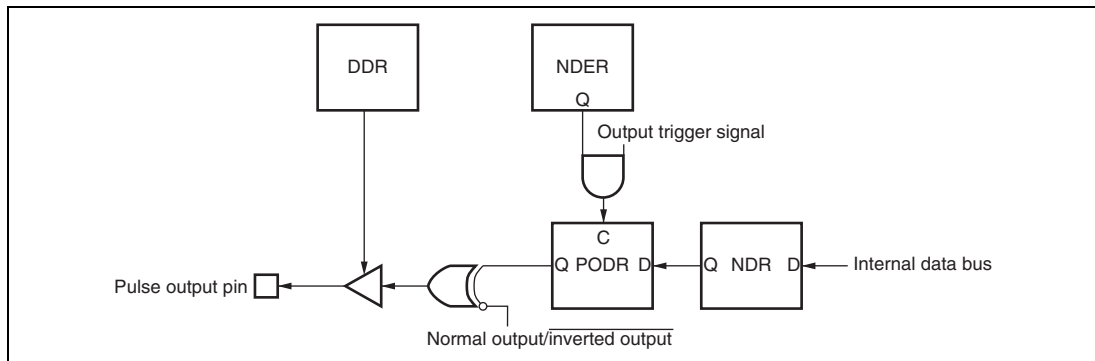 DDR
NDER
Q
Output trigger signal
C
Q PODR D
Q NDR D
Internal data bus
Pulse output pin
Normal output/inverted output